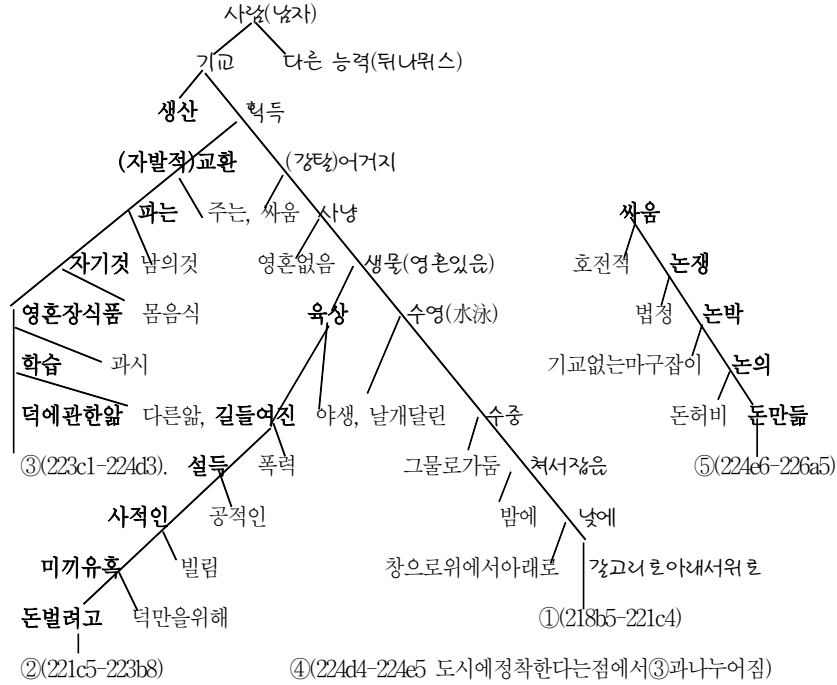 사람(남자)
기교 다른 능력(뒤나뮈스)
생산 획득
(자발적)교환 (강탈)어거지
파는 주는, 싸움 사냥 싸움
자기것 남의것 영혼없음 생물(영혼있음) 호전적 논쟁
영혼장식품 몸음식 육상 수영(水泳) 법정 논박
학습 과시 기교없는마구잡이 논의
덕에관한앎 다른앎, 길들여진 야생, 날개달린 수중 돈허비 돈만듦
③(223c1-224d3). 설득 폭력 그물로가둠 쳐서잡음 ⑤(224e6-226a5)
사적인 공적인 밤에 낮에
미끼유혹 빌림 창으로위에서아래로 갈고리로아래서위로
돈벌려고 덕만을위해 ①(218b5-221c4)
②(221c5-223b8) ④(224d4-224e5 도시에정착한다는점에서③과나누어짐)